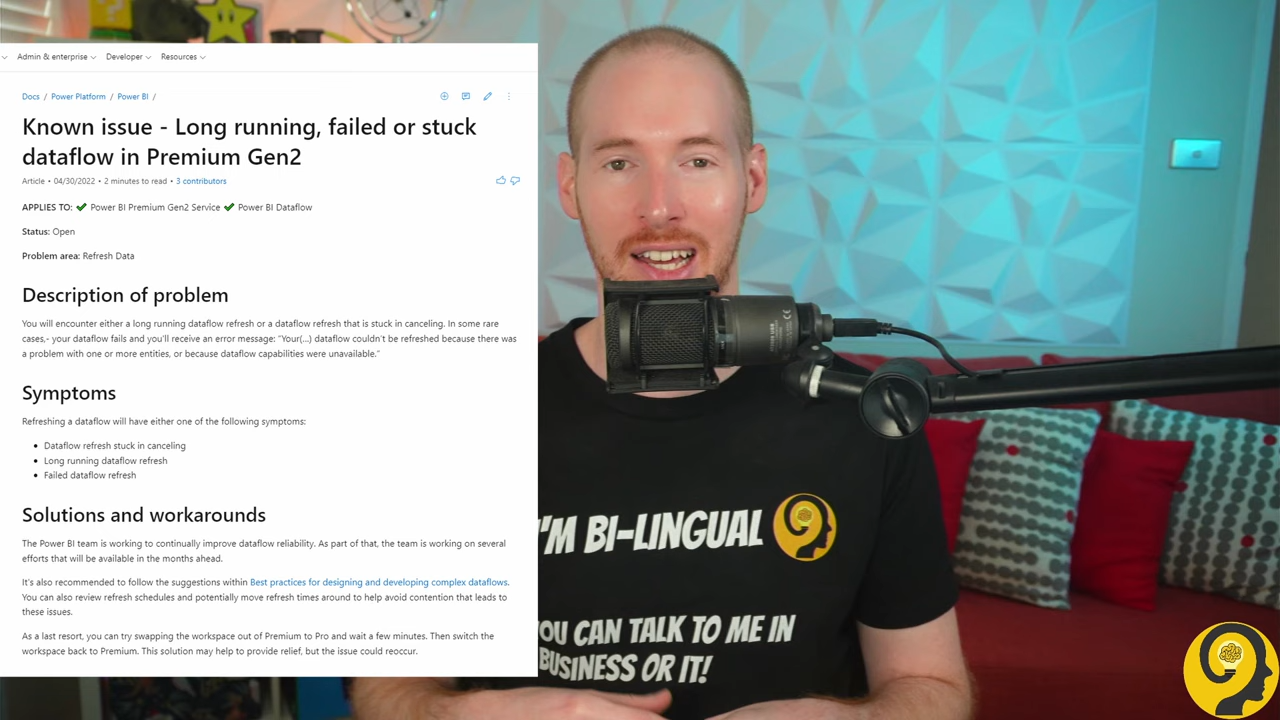 Admin & enterprise Developer Resources
Docs / Power Platform / Power BI /
Known issue - Long running, failed or stuck
dataflow in Premium Gen2
Article • 04/30/2022 • 2 minutes to read • 3 contributors
APPLIES TO: ✔ Power BI Premium Gen2 Service ✔ Power BI Dataflow
Status: Open
Problem area: Refresh Data
Description of problem
You will encounter either a long running dataflow refresh or a dataflow refresh that is stuck in canceling. In some rare
cases,- your dataflow fails and you'll receive an error message: "Your(...) dataflow couldn't be refreshed because there was
a problem with one or more entities, or because dataflow capabilities were unavailable."
Symptoms
Refreshing a dataflow will have either one of the following symptoms:
• Dataflow refresh stuck in canceling
• Long running dataflow refresh
• Failed dataflow refresh
Solutions and workarounds
The Power BI team is working to continually improve dataflow reliability. As part of that, the team is working on several
efforts that will be available in the months ahead.
It's also recommended to follow the suggestions within Best practices for designing and developing complex dataflows.
You can also review refresh schedules and potentially move refresh times around to help avoid contention that leads to
these issues.
As a last resort, you can try swapping the workspace out of Premium to Pro and wait a few minutes. Then switch the
workspace back to Premium. This solution may help to provide relief, but the issue could reoccur.
'M BI-LINGUAL
OU CAN TALK TO ME IN
BUSINESS OR IT!